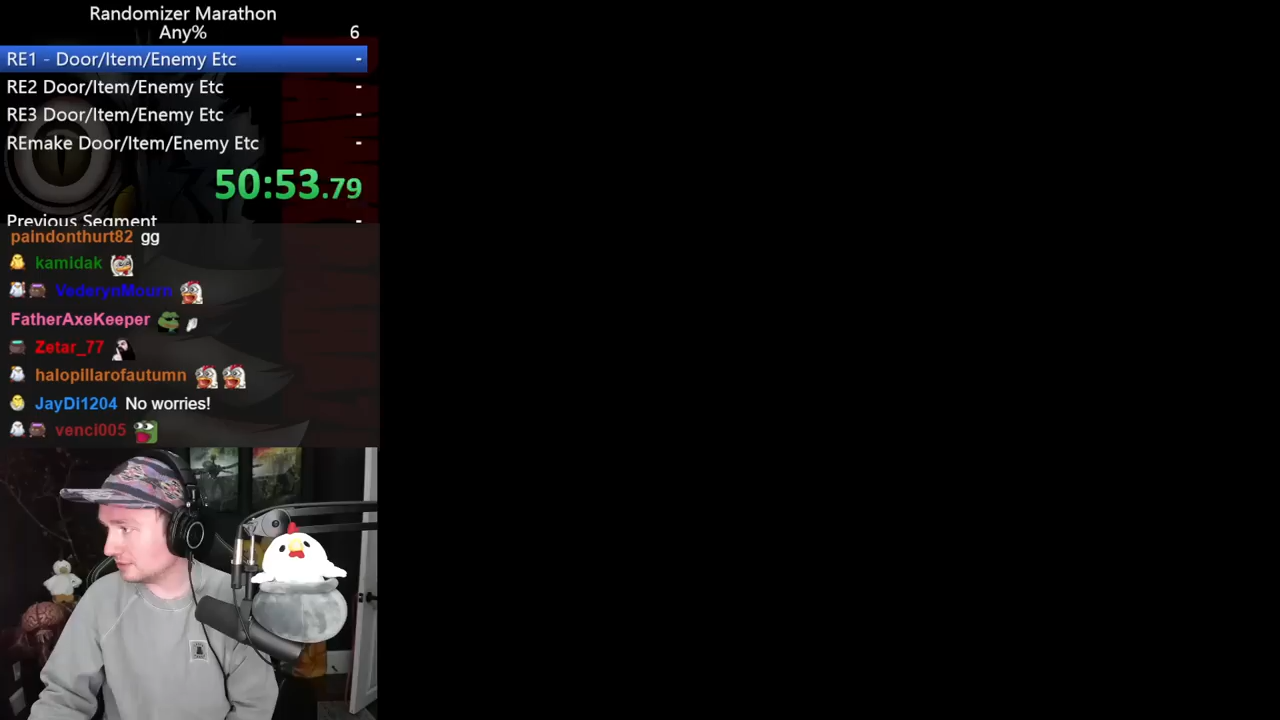 Randomizer Marathon
Any% 6
RE1 - Door/Item/Enemy Etc -
RE2 Door/Item/Enemy Etc -
RE3 Door/Item/Enemy Etc -
REmake Door/Item/Enemy Etc -
50:53.79
Previous Segment -
paindonthurt82 gg
kamidak
VederynMourn
FatherAxeKeeper
Zetar_77
halopillarofautumn
JayDi1204 No worries!
venci005